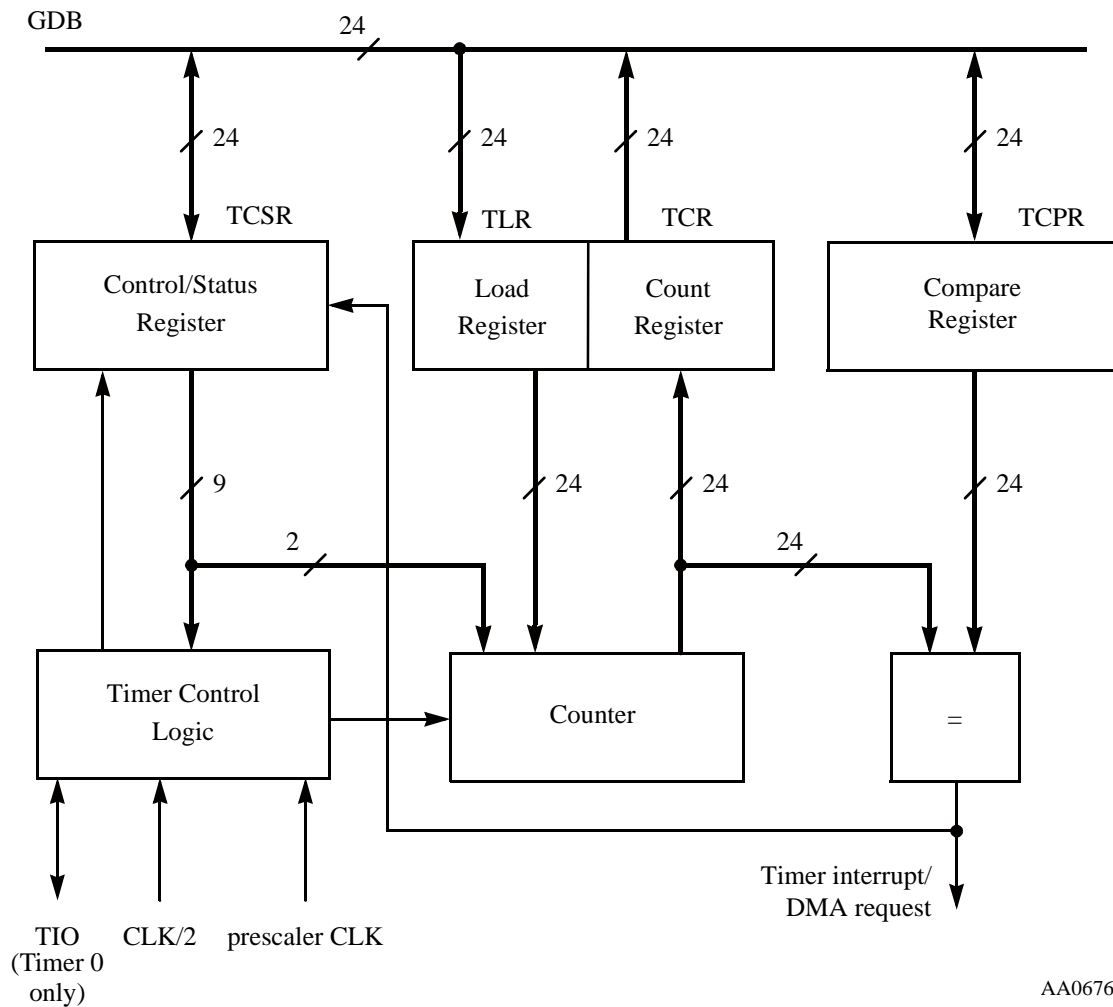 GDB
24
24
24
24
24
TCSR
TLR
TCR
TCPR
Control/Status
Register
Load
Register
Count
Register
Compare
Register
9
24
24
24
2
24
Timer Control
Logic
Counter
=
Timer interrupt/
DMA request
TIO
(Timer 0
only)
CLK/2
prescaler CLK
AA0676